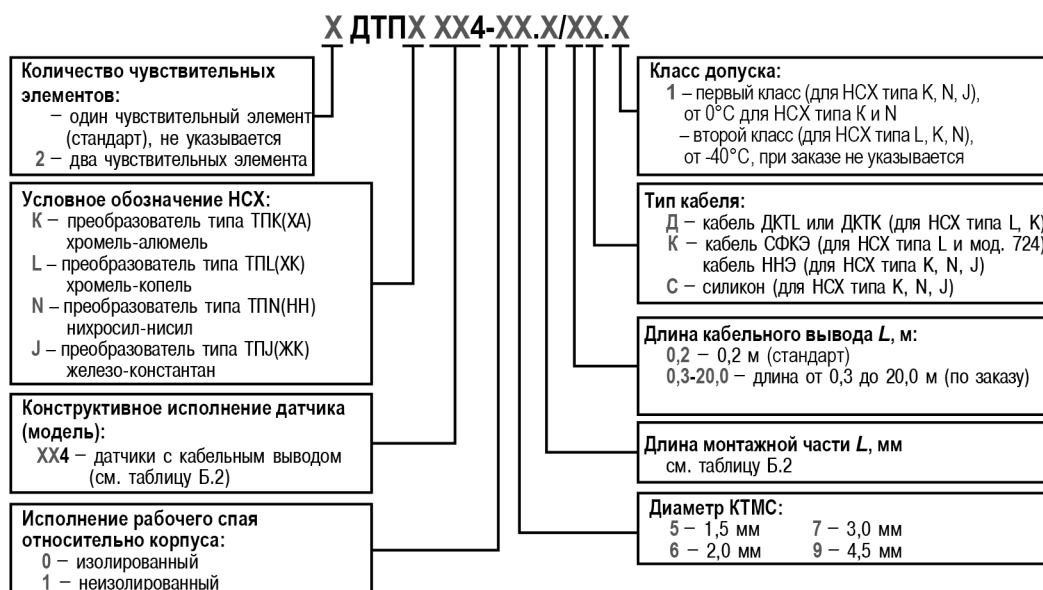 X ДТПX XX4-XX.X/XX.X
Количество чувствительных
элементов:
– один чувствительный элемент
(стандарт), не указывается
2 – два чувствительных элемента
Условное обозначение НСХ:
K – преобразователь типа ТПK(ХА)
хромель-алюмель
L – преобразователь типа ТПL(ХК)
хромель-копель
N – преобразователь типа ТПN(НН)
нихросил-нисил
J – преобразователь типа ТПJ(ЖК)
железо-константан
Конструктивное исполнение датчика
(модель):
XX4 – датчики с кабельным выводом
(см. таблицу Б.2)
Исполнение рабочего спая
относительно корпуса:
0 – изолированный
1 – неизолированный
Класс допуска:
1 – первый класс (для НСХ типа K, N, J),
от 0°С для НСХ типа К и N
– второй класс (для НСХ типа L, K, N),
от -40°С, при заказе не указывается
Тип кабеля:
Д – кабель ДКТL или ДКТК (для НСХ типа L, K)
К – кабель СФКЭ (для НСХ типа L и мод. 724)
кабель ННЭ (для НСХ типа K, N, J)
С – силикон (для НСХ типа K, N, J)
Длина кабельного вывода L, м:
0,2 – 0,2 м (стандарт)
0,3-20,0 – длина от 0,3 до 20,0 м (по заказу)
Длина монтажной части L, мм
см. таблицу Б.2
Диаметр КТМС:
5 – 1,5 мм 7 – 3,0 мм
6 – 2,0 мм 9 – 4,5 мм